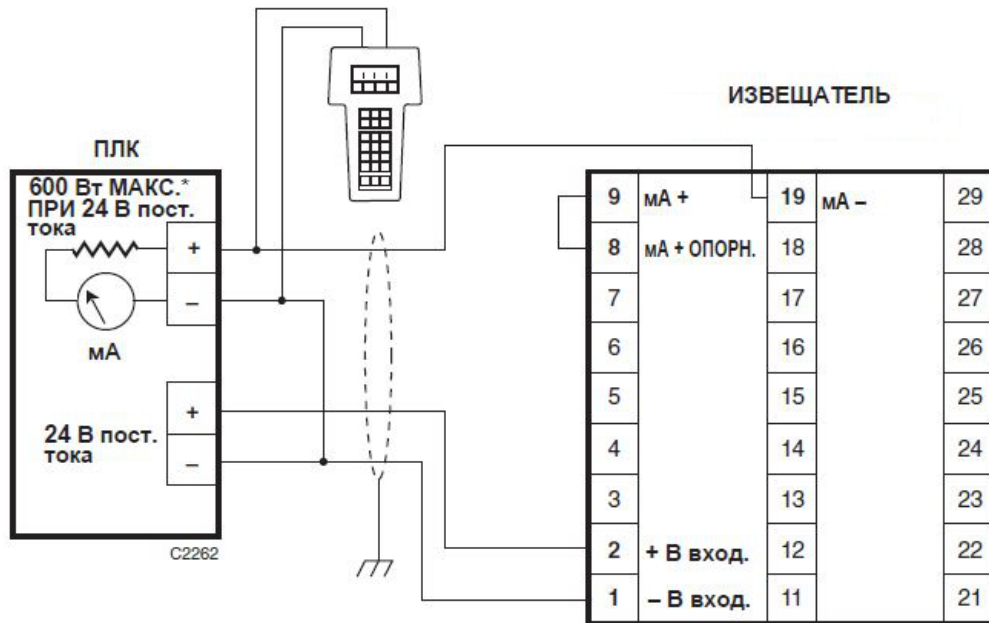 ИЗВЕЩАТЕЛЬ
ПЛК
600 Вт МАКС.*
ПРИ 24 В пост.
тока
+
–
мА
+
24 В пост.
тока
–
C2262
9 мА + 19 мА – 29
8 мА + ОПОРН. 18 28
7 17 27
6 16 26
5 15 25
4 14 24
3 13 23
2 + В вход. 12 22
1 – В вход. 11 21